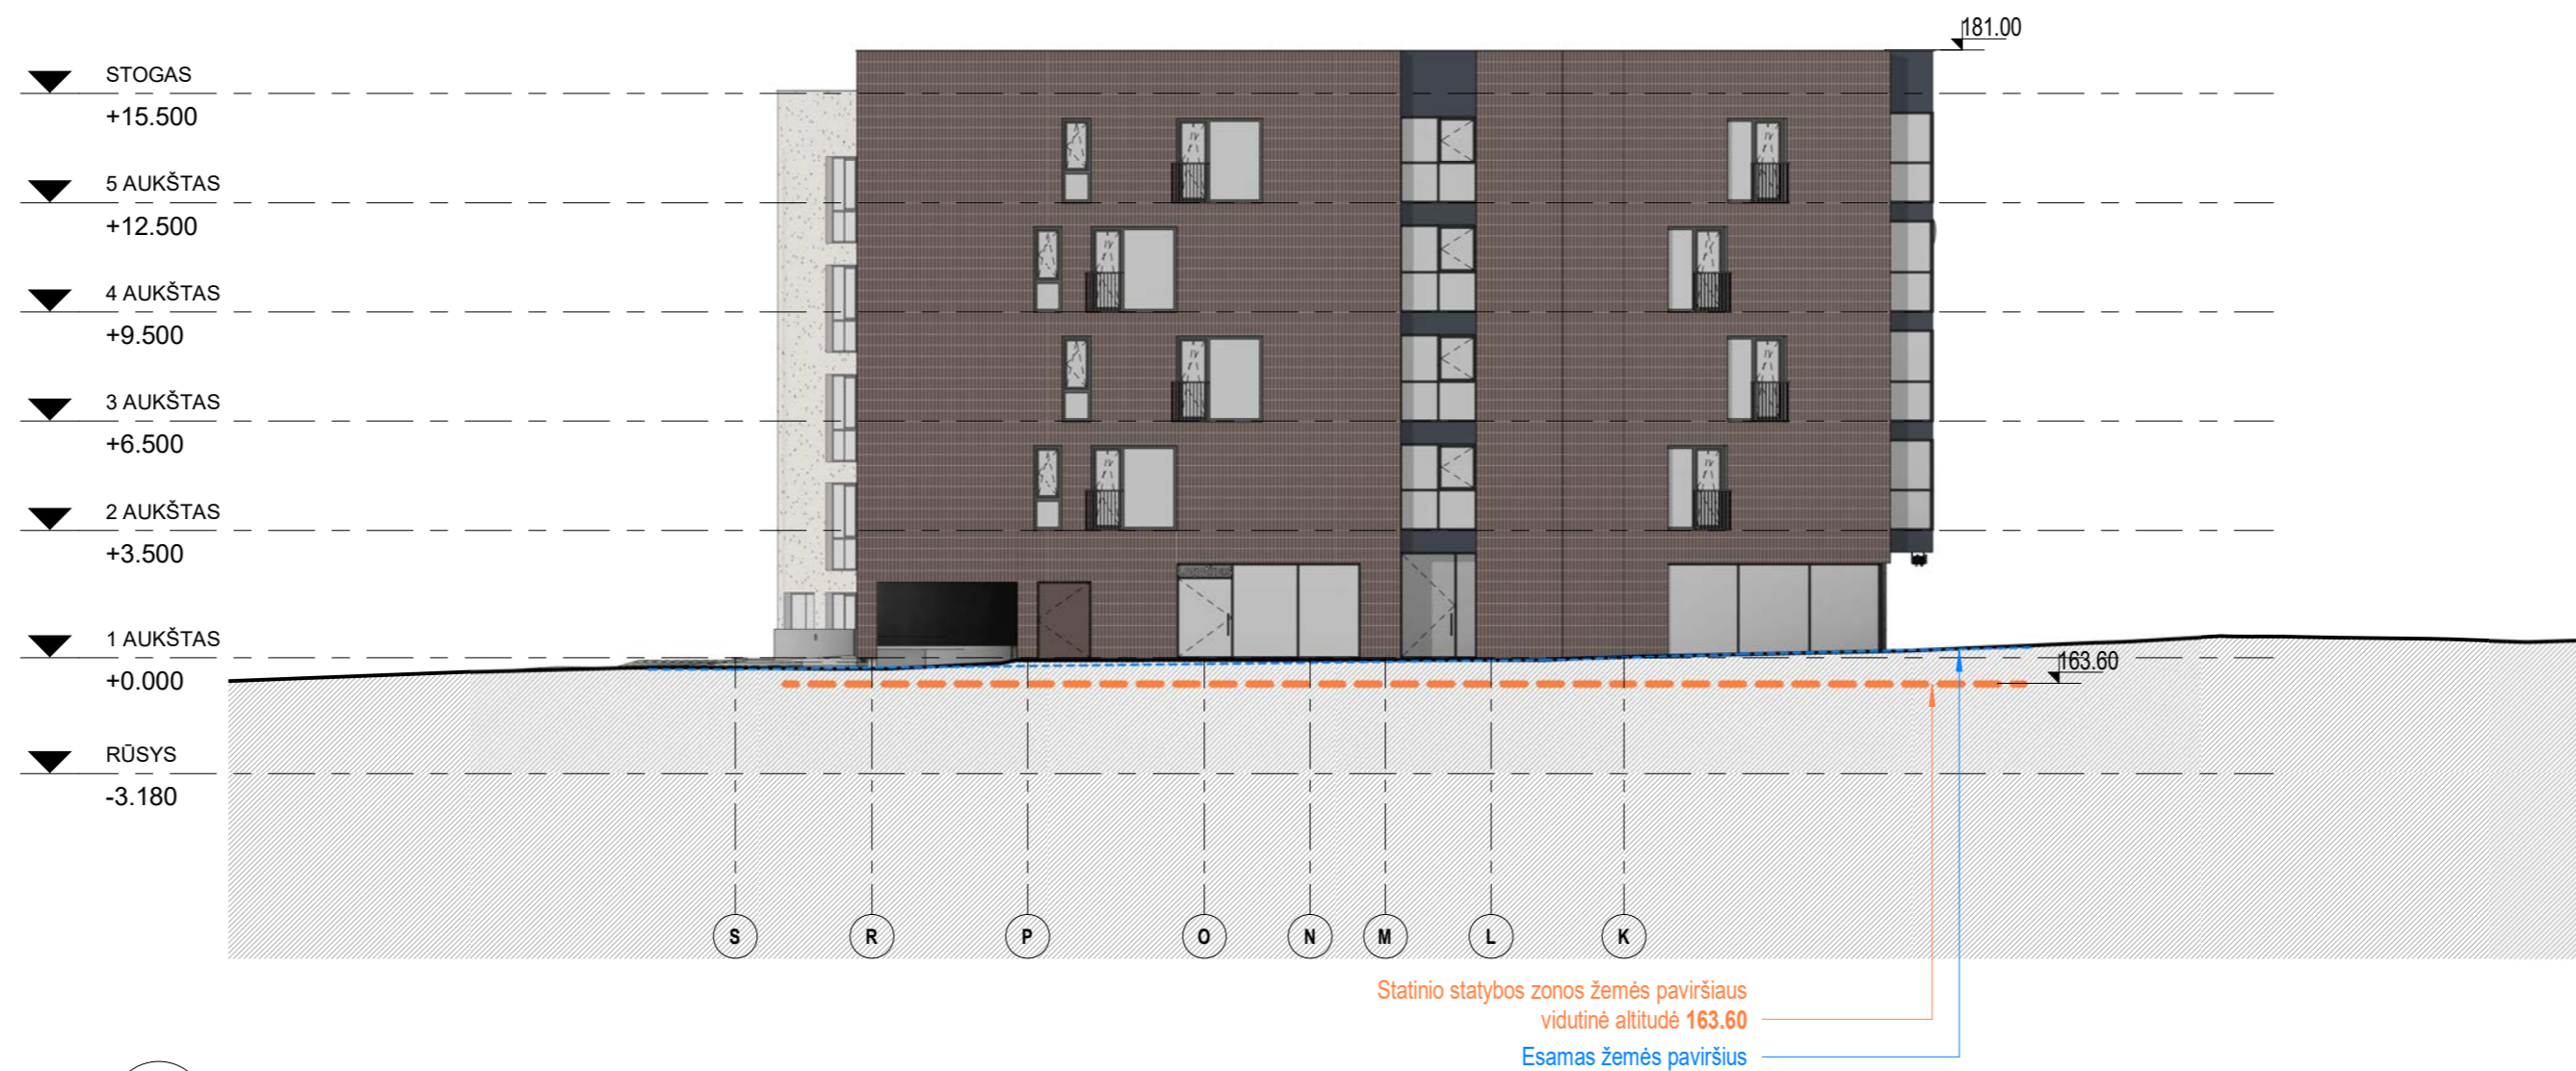 181.00
STOGAS
+15.500
5 AUKŠTAS
+12.500
4 AUKŠTAS
+9.500
3 AUKŠTAS
+6.500
2 AUKŠTAS
+3.500
1 AUKŠTAS
+0.000
163.60
RŪSYS
-3.180
S R P O N M L K
Statinio statybos zonos žemės paviršiaus
vidutinė altitudė 163.60
Esamas žemės paviršius